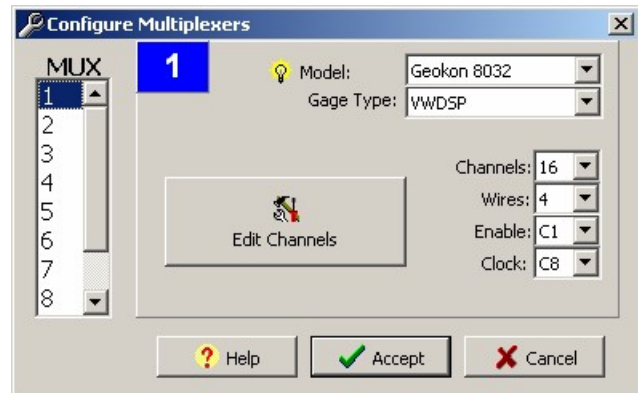 Configure Multiplexers
MUX
1
2
3
4
5
6
7
8
1
Model: Geokon 8032
Gage Type: VWDSP
Channels: 16
Wires: 4
Enable: C1
Clock: C8
Edit Channels
Help
Accept
Cancel